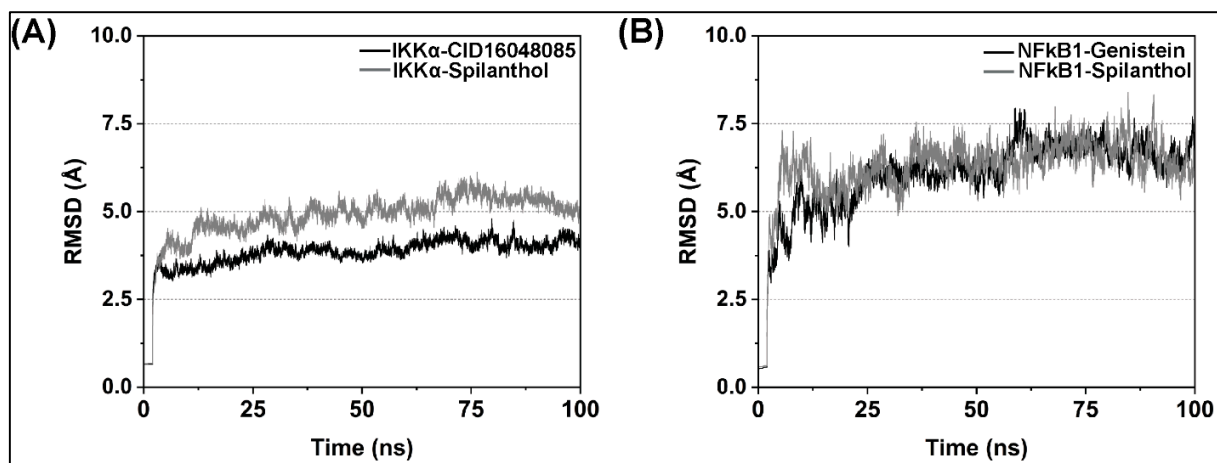 (A)
IKKα-CID16048085
IKKα-Spilanthol
10.0
7.5
5.0
2.5
0.0
RMSD (Å)
0 25 50 75 100
Time (ns)
(B)
NFkB1-Genistein
NFkB1-Spilanthol
10.0
7.5
5.0
2.5
0.0
RMSD (Å)
0 25 50 75 100
Time (ns)